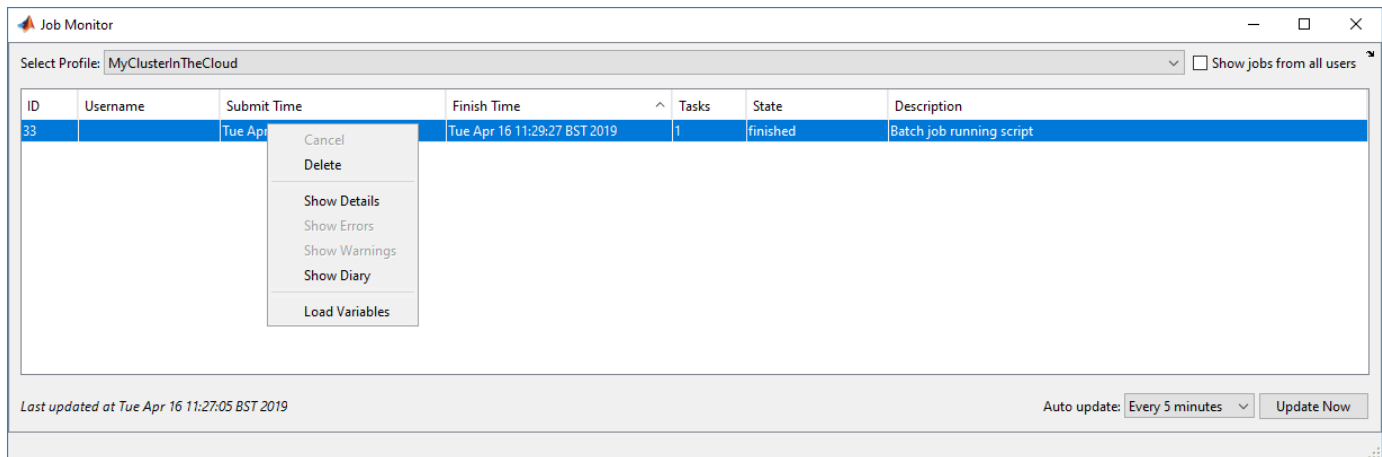 Job Monitor
Select Profile: MyClusterInTheCloud Show jobs from all users
ID Username Submit Time Finish Time Tasks State Description
33 Tue Apr Tue Apr 16 11:29:27 BST 2019 1 finished Batch job running script
Cancel
Delete
Show Details
Show Errors
Show Warnings
Show Diary
Load Variables
Last updated at Tue Apr 16 11:27:05 BST 2019 Auto update: Every 5 minutes Update Now